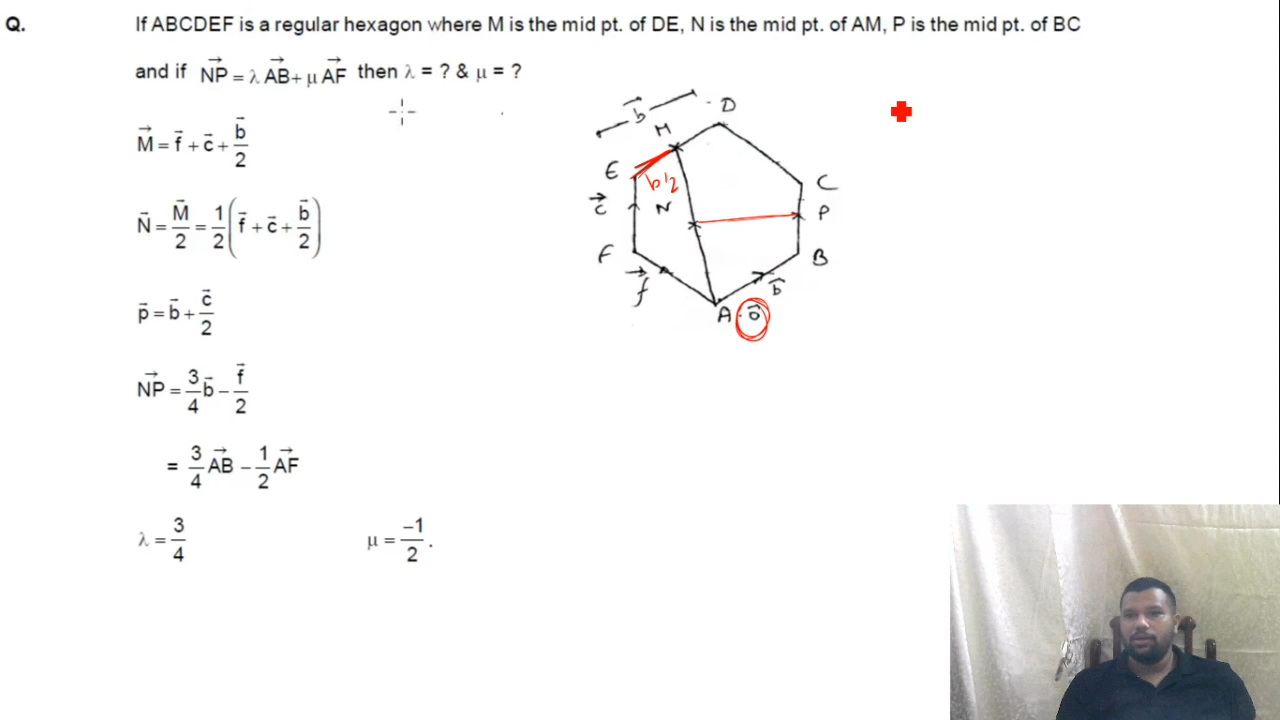 Q. If ABCDEF is a regular hexagon where M is the mid pt. of DE, N is the mid pt. of AM, P is the mid pt. of BC
and if NP⃗ = λ AB⃗ + μ AF⃗ then λ = ? & μ = ?
M⃗ = f⃗ + c⃗ + b⃗/2
N⃗ = M⃗/2 = 1/2 (f⃗ + c⃗ + b⃗/2)
p⃗ = b⃗ + c⃗/2
NP⃗ = 3/4 b⃗ − f⃗/2
= 3/4 AB⃗ − 1/2 AF⃗
λ = 3/4 μ = −1/2.
b⃗
D
M
E
b/2
C
c⃗
N
P
F
B
f⃗
b⃗
A o⃗